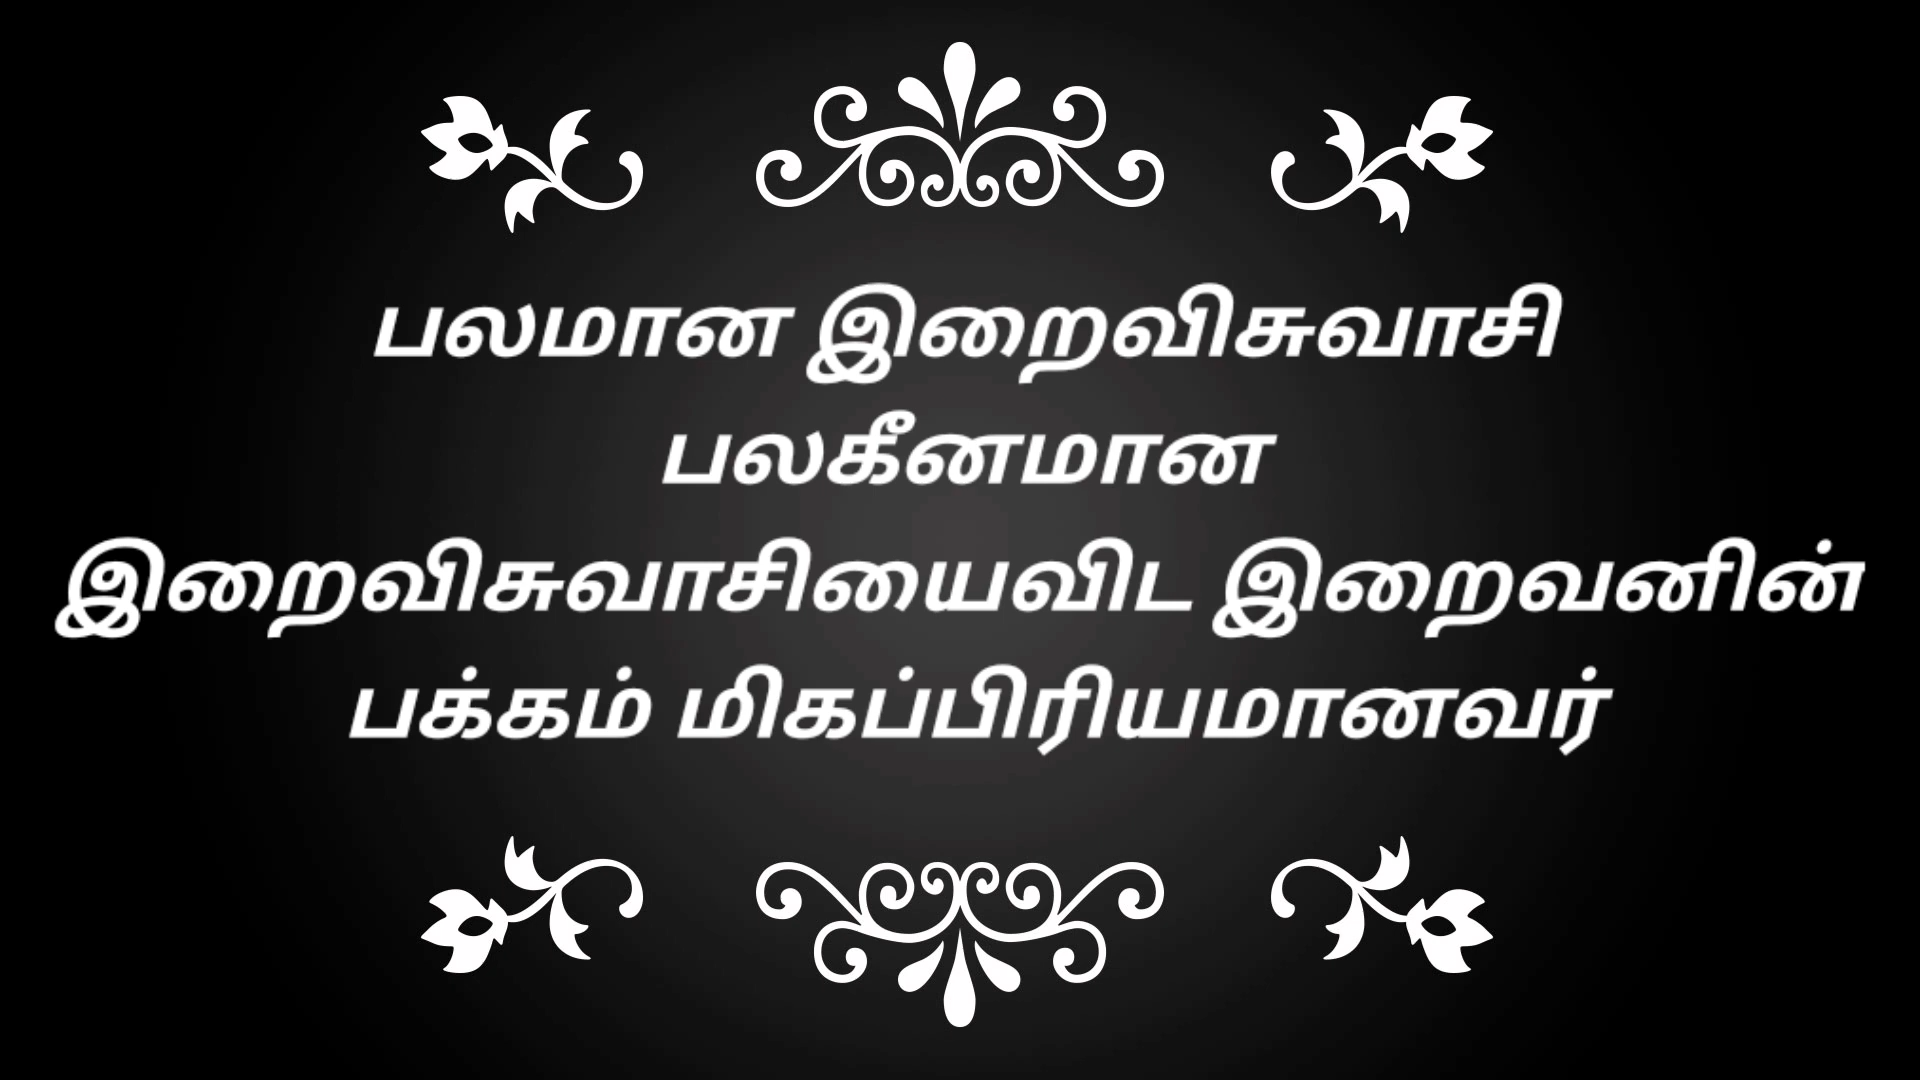 பலமான இறைவிசுவாசி
பலகீனமான
இறைவிசுவாசியைவிட இறைவனின்
பக்கம் மிகப்பிரியமானவர்